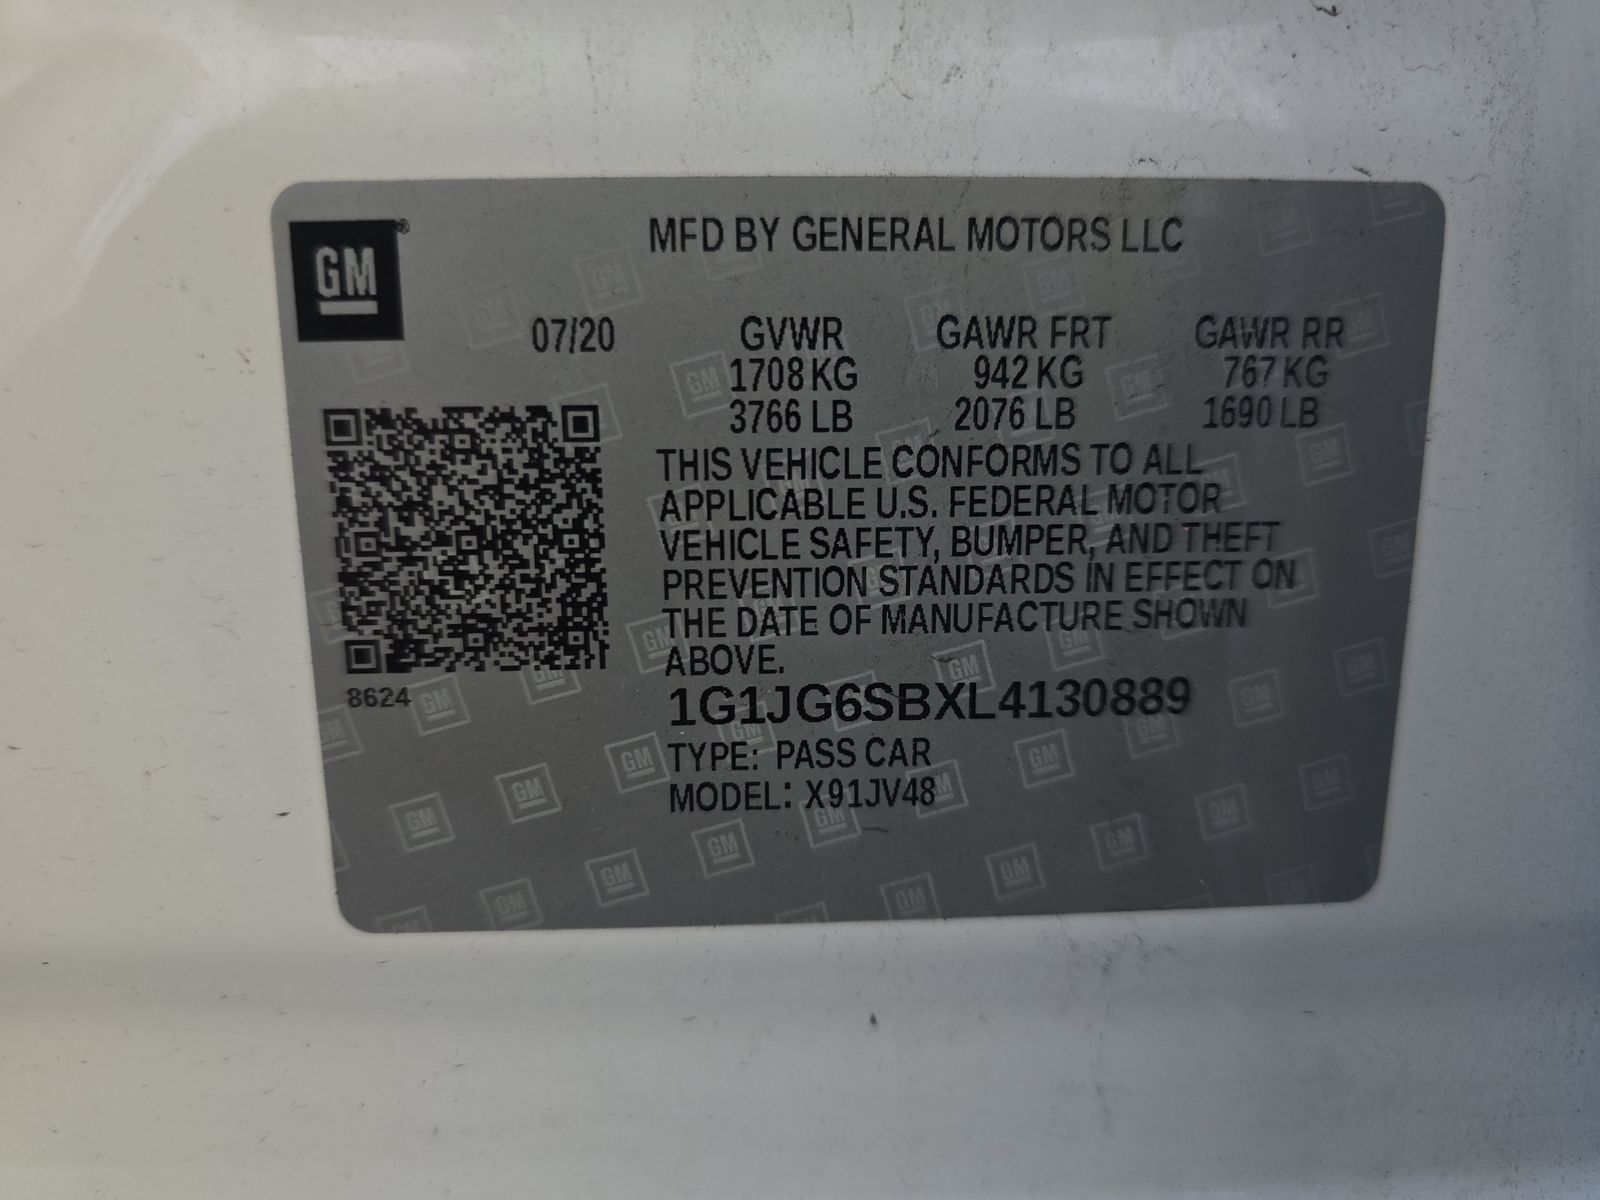 GM®
MFD BY GENERAL MOTORS LLC
07/20 GVWR GAWR FRT GAWR RR
1708 KG 942 KG 767 KG
3766 LB 2076 LB 1690 LB
THIS VEHICLE CONFORMS TO ALL
APPLICABLE U.S. FEDERAL MOTOR
VEHICLE SAFETY, BUMPER, AND THEFT
PREVENTION STANDARDS IN EFFECT ON
THE DATE OF MANUFACTURE SHOWN
ABOVE.
8624
1G1JG6SBXL4130889
TYPE: PASS CAR
MODEL: X91JV48